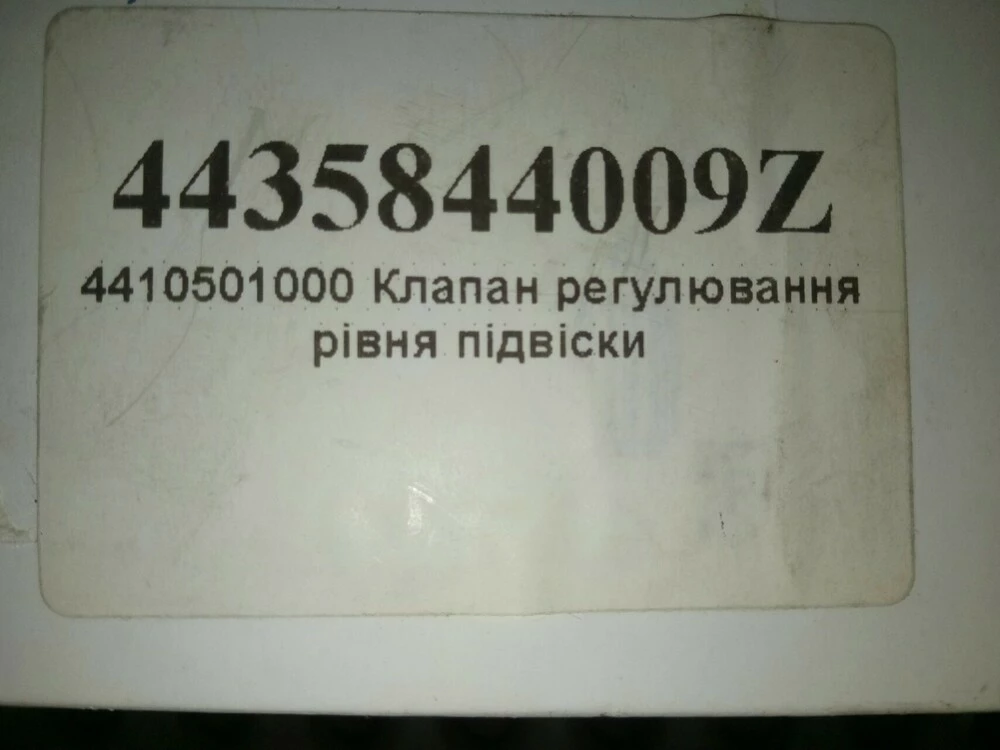 4435844009Z
4410501000 Клапан регулювання
рівня підвіски